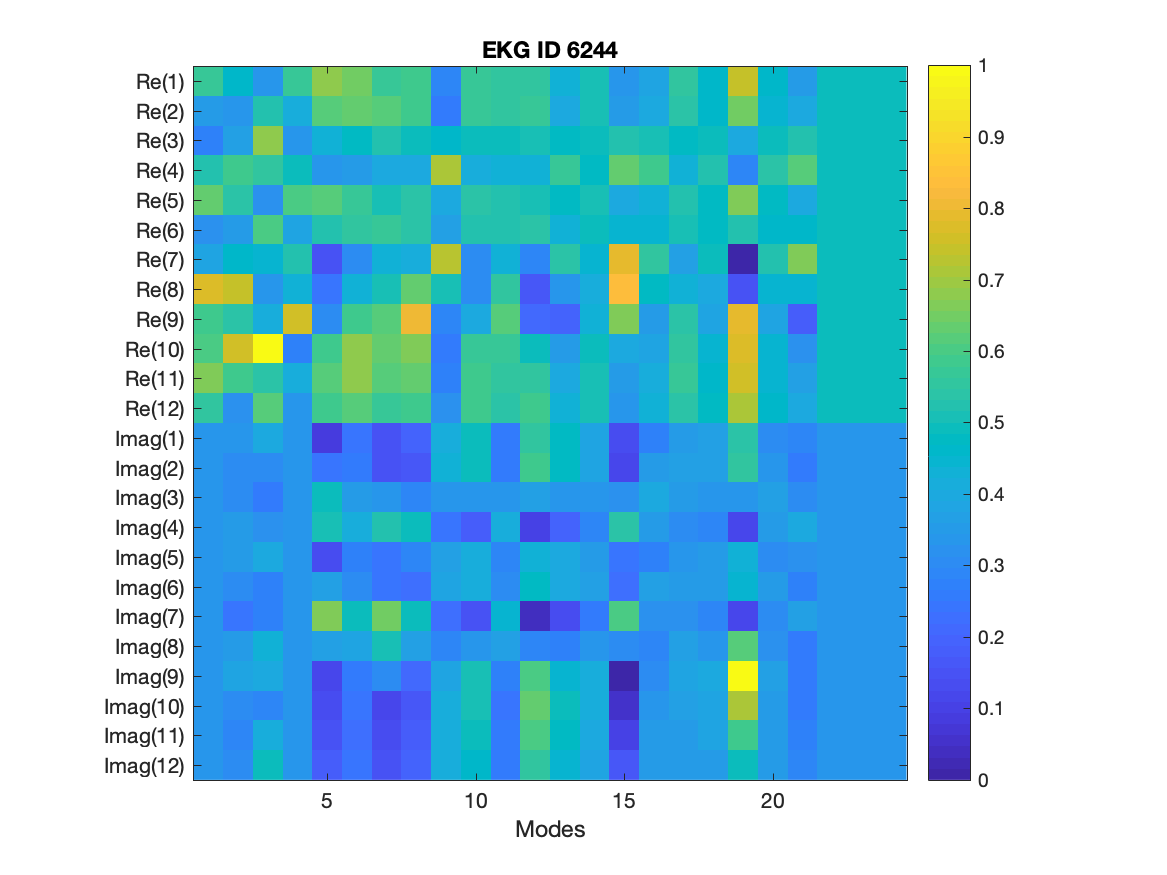 EKG ID 6244
Re(1)
Re(2)
Re(3)
Re(4)
Re(5)
Re(6)
Re(7)
Re(8)
Re(9)
Re(10)
Re(11)
Re(12)
Imag(1)
Imag(2)
Imag(3)
Imag(4)
Imag(5)
Imag(6)
Imag(7)
Imag(8)
Imag(9)
Imag(10)
Imag(11)
Imag(12)
5 10 15 20
Modes
1
0.9
0.8
0.7
0.6
0.5
0.4
0.3
0.2
0.1
0